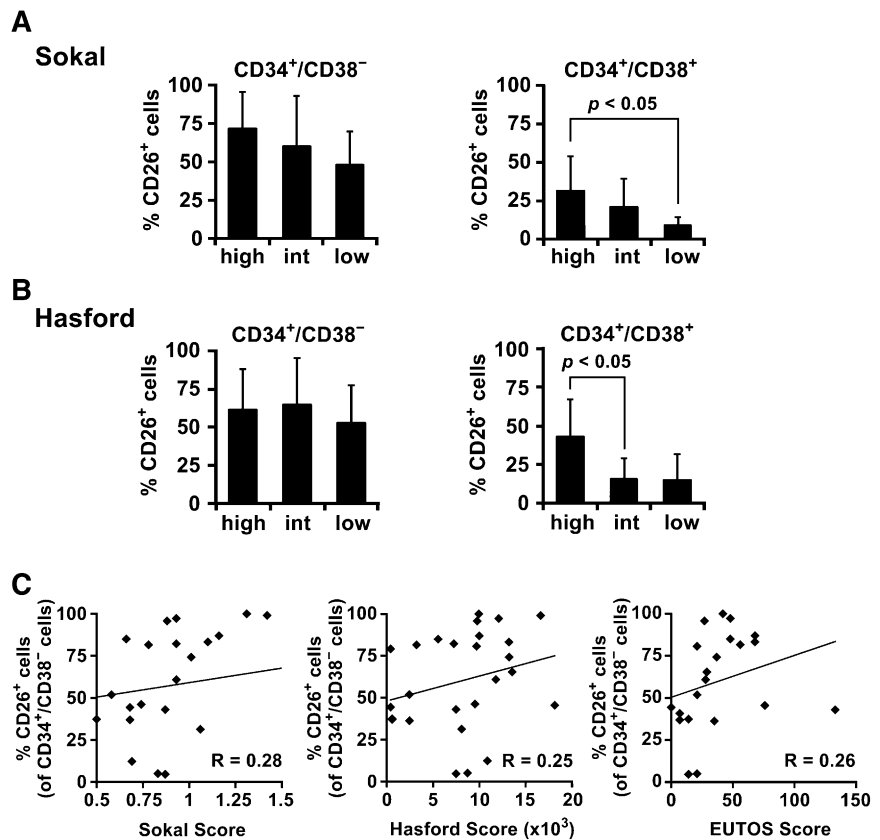 A
Sokal
CD34⁺/CD38⁻
% CD26⁺ cells
100
75
50
25
0
high int low
CD34⁺/CD38⁺
% CD26⁺ cells
100
75
50
25
0
p < 0.05
high int low
B
Hasford
CD34⁺/CD38⁻
% CD26⁺ cells
100
75
50
25
0
high int low
CD34⁺/CD38⁺
% CD26⁺ cells
100
75
50
25
0
p < 0.05
high int low
C
% CD26⁺ cells
(of CD34⁺/CD38⁻ cells)
100
75
50
25
0
R = 0.28
0.5 0.75 1 1.25 1.5
Sokal Score
% CD26⁺ cells
(of CD34⁺/CD38⁻ cells)
100
75
50
25
0
R = 0.25
0 5 10 15 20
Hasford Score (x10³)
% CD26⁺ cells
(of CD34⁺/CD38⁻ cells)
100
75
50
25
0
R = 0.26
0 50 100 150
EUTOS Score